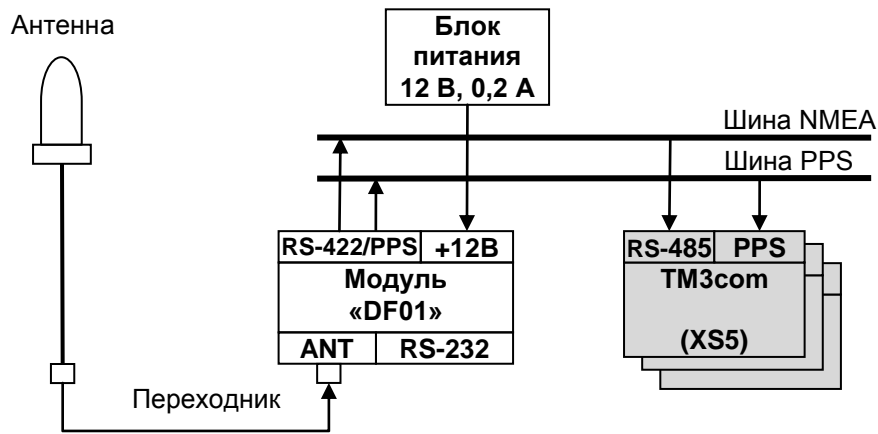 Антенна
Блок
питания
12 В, 0,2 А
Шина NMEA
Шина PPS
RS-422/PPS
+12В
Модуль
«DF01»
ANT
RS-232
RS-485
PPS
TM3com
(XS5)
Переходник